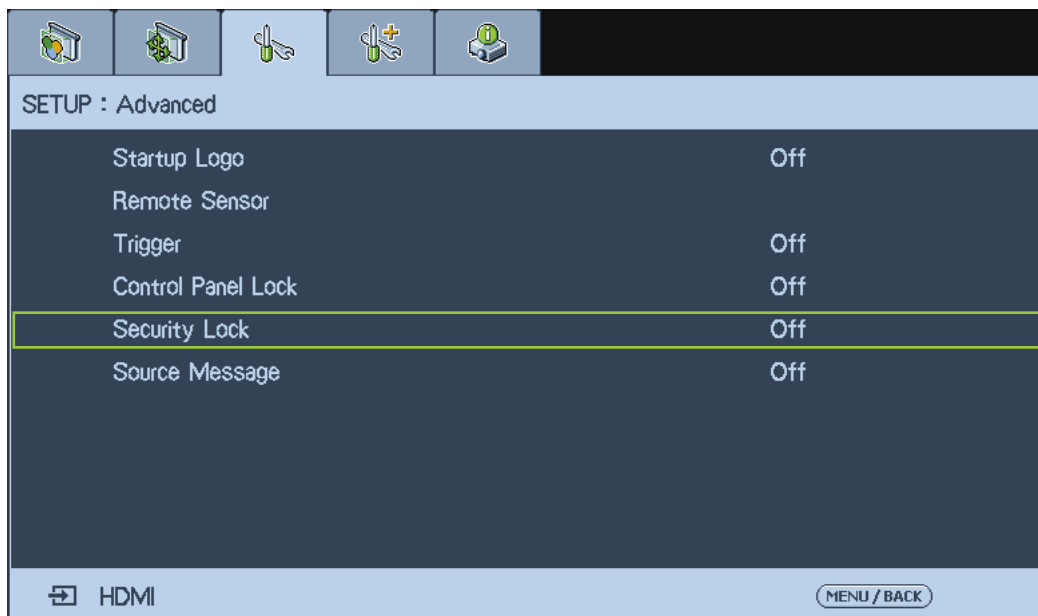 SETUP : Advanced
Startup Logo Off
Remote Sensor
Trigger Off
Control Panel Lock Off
Security Lock Off
Source Message Off
HDMI MENU / BACK